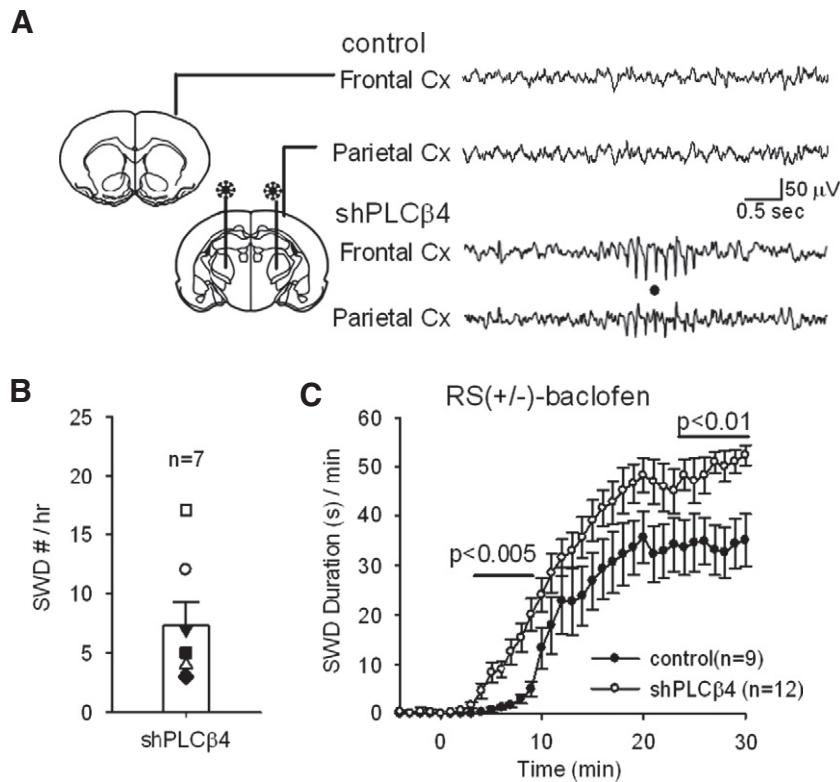 A
control
Frontal Cx
Parietal Cx
50 µV
0.5 sec
shPLCβ4
Frontal Cx
Parietal Cx
B
25
20
15
10
5
0
SWD # / hr
n=7
shPLCβ4
C
RS(+/-)-baclofen
60
50
40
30
20
10
0
SWD Duration (s) / min
p<0.005
p<0.01
control(n=9)
shPLCβ4 (n=12)
0 10 20 30
Time (min)